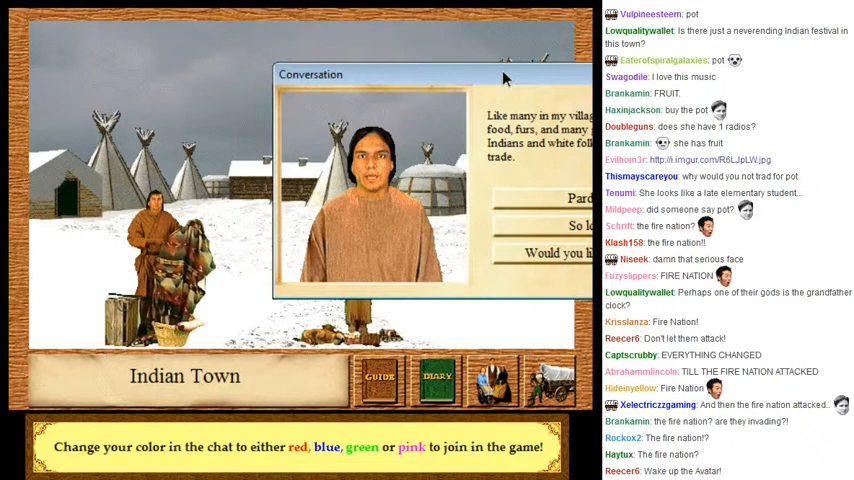 Conversation
Like many in my villag
food, furs, and many g
Indians and white folk
trade.
Pard
So lo
Would you li
Indian Town
GUIDE
DIARY
Change your color in the chat to either red, blue, green or pink to join in the game!
Vulpineesteem: pot
Lowqualitywallet: Is there just a neverending Indian festival in
this town?
Eaterofspiralgalaxies: pot
Swagodile: I love this music
Brankamin: FRUIT.
Haxinjackson: buy the pot
Doubleguns: does she have 1 radios?
Brankamin: she has fruit
Evilhom3r: http://i.imgur.com/R6LJpLW.jpg
Thismayscareyou: why would you not trad for pot
Tenumi: She looks like a late elementary student...
Mildpeep: did someone say pot?
Schrift: the fire nation?
Klash158: the fire nation!!
Niseek: damn that serious face
Fuzyslippers: FIRE NATION
Lowqualitywallet: Perhaps one of their gods is the grandfather
clock?
Krisslanza: Fire Nation!
Reecer6: Don't let them attack!
Captscrubby: EVERYTHING CHANGED
Abrahammlincoln: TILL THE FIRE NATION ATTACKED
Hideinyellow: Fire Nation
Xelectriczzgaming: And then the fire nation attacked..
Brankamin: the fire nation? are they invading?!
Rockox2: The fire nation!?
Haytux: The fire nation?
Reecer6: Wake up the Avatar!